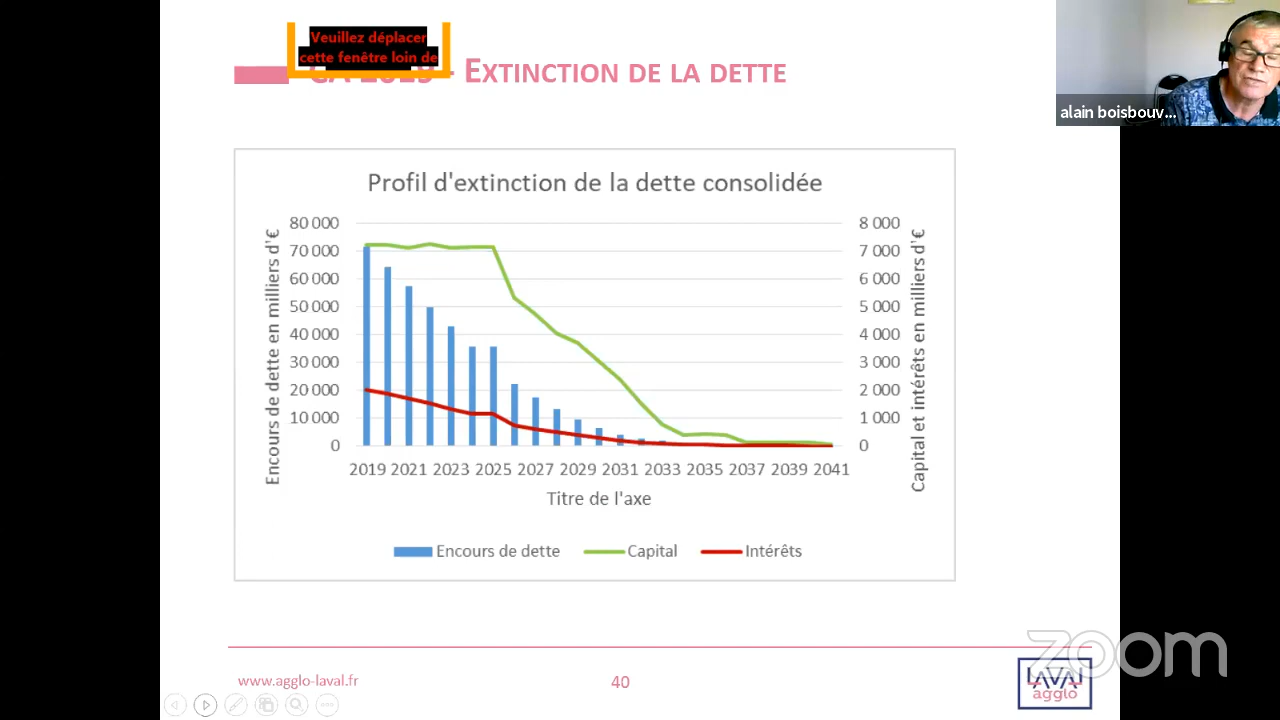 Veuillez déplacer
cette fenêtre loin de
- EXTINCTION DE LA DETTE
alain boisbouv...
Profil d'extinction de la dette consolidée
Encours de dette en milliers d'€
80 000
70 000
60 000
50 000
40 000
30 000
20 000
10 000
0
8 000
7 000
6 000
5 000
4 000
3 000
2 000
1 000
0
Capital et intérêts en milliers d'€
2019 2021 2023 2025 2027 2029 2031 2033 2035 2037 2039 2041
Titre de l'axe
Encours de dette Capital Intérêts
www.agglo-laval.fr
40
zoom
LAVAL
agglo